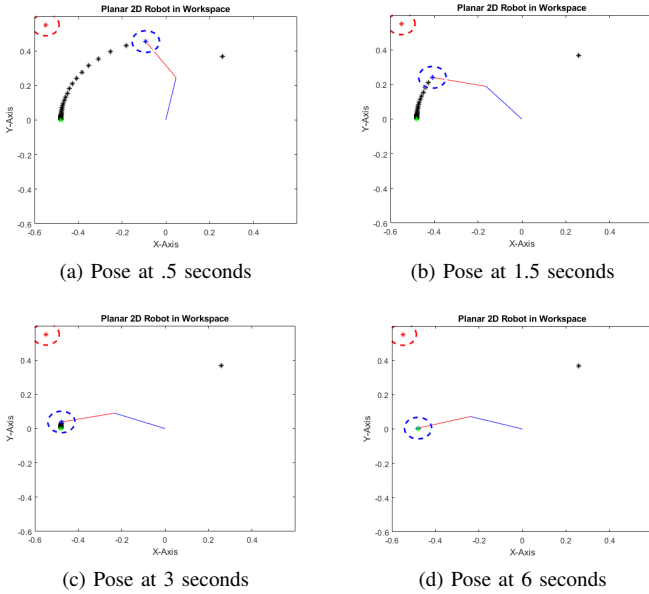 Planar 2D Robot in Workspace
Y-Axis
0.4
0.2
0
-0.2
-0.4
-0.6
-0.6 -0.4 -0.2 0 0.2 0.4
X-Axis
(a) Pose at .5 seconds
Planar 2D Robot in Workspace
Y-Axis
0.4
0.2
0
-0.2
-0.4
-0.6
-0.6 -0.4 -0.2 0 0.2 0.4
X-Axis
(b) Pose at 1.5 seconds
Planar 2D Robot in Workspace
Y-Axis
0.4
0.2
0
-0.2
-0.4
-0.6
-0.6 -0.4 -0.2 0 0.2 0.4
X-Axis
(c) Pose at 3 seconds
Planar 2D Robot in Workspace
Y-Axis
0.4
0.2
0
-0.2
-0.4
-0.6
-0.6 -0.4 -0.2 0 0.2 0.4
X-Axis
(d) Pose at 6 seconds